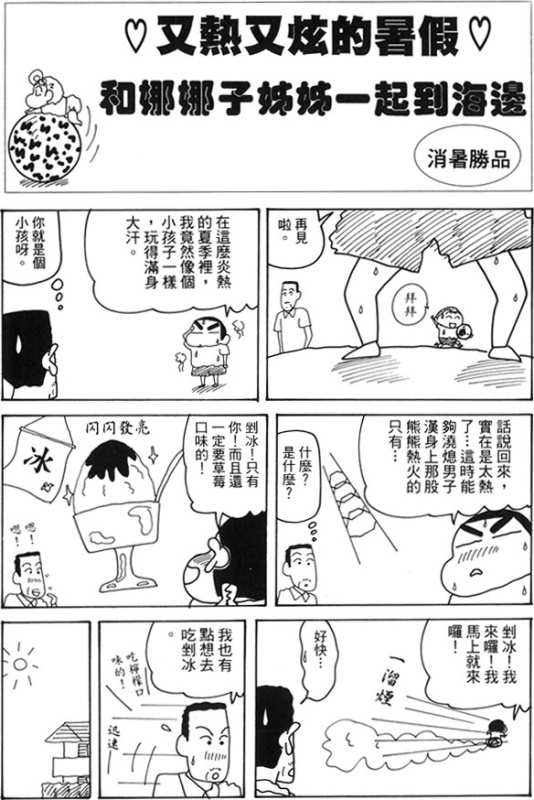 ♡又熱又炫的暑假♡
和娜娜子姊姊一起到海邊
消暑勝品
再見
啦。
拜
拜
在這麼炎熱
的夏季裡，
我竟然像個
小孩子一樣
，玩得滿身
大汗。
你就是個
小孩呀。
話說回來，
實在是太熱
了…這時能
夠澆熄男子
漢身上那股
熊熊熱火的
只有…
什麼？
是什麼？
剉冰！只有
你！而且還
一定要草莓
口味的！
閃閃發亮
冰
嗯！
嗯！
剉冰！我
來囉！我
馬上就來
囉！
一溜煙
好快…
我也有
點想去
吃剉冰
。
吃檸檬口
味的！
迅速